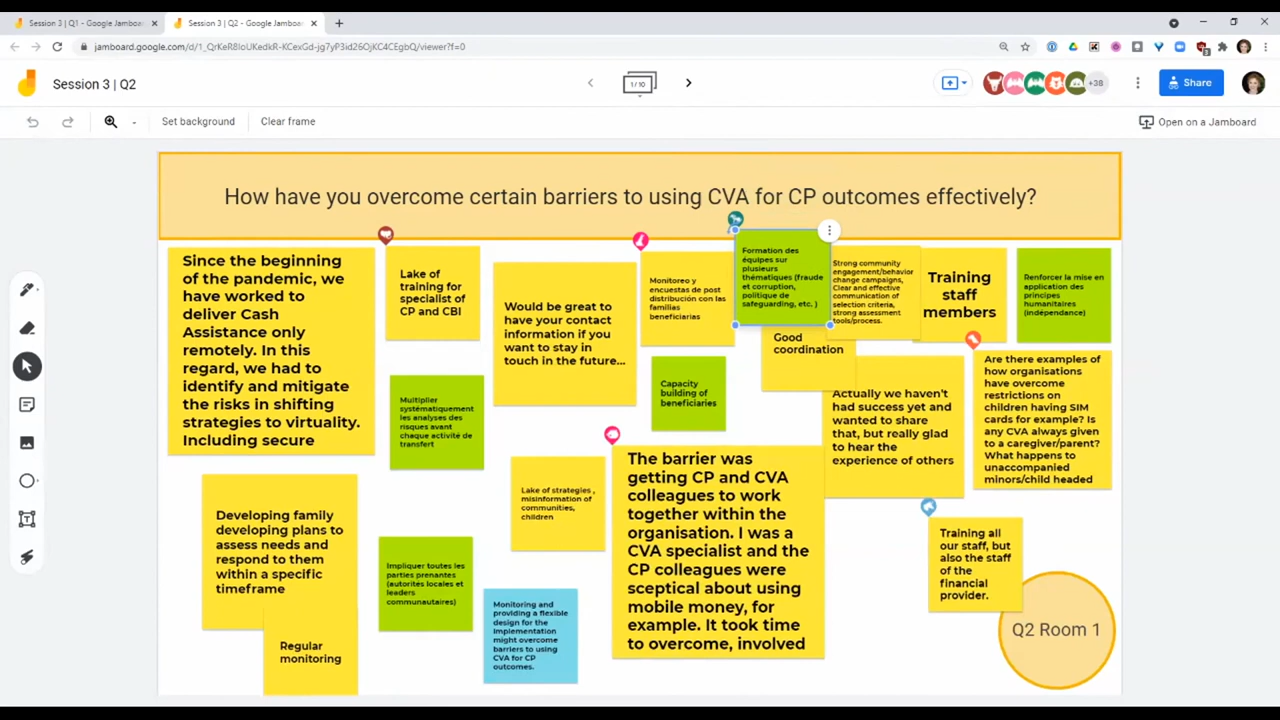 Session 3 | Q1 - Google Jamboa
Session 3 | Q2 - Google Jamboa
jamboard.google.com/d/1_QrKeR8IoUKedkR-KCexGd-jg7yP3id26OjKC4CEgbQ/viewer?f=0
Session 3 | Q2
1/10
+38
Share
Set background
Clear frame
Open on a Jamboard
How have you overcome certain barriers to using CVA for CP outcomes effectively?
Since the beginning
of the pandemic, we
have worked to
deliver Cash
Assistance only
remotely. In this
regard, we had to
identify and mitigate
the risks in shifting
strategies to virtuality.
Including secure
Lake of
training for
specialist of
CP and CBI
Would be great to
have your contact
information if you
want to stay in
touch in the future...
Monitoreo y
encuestas de post
distribución con las
familias
beneficiarias
Formation des
équipes sur
plusieurs
thématiques (fraude
et corruption,
politique de
safeguarding, etc. )
Strong community
engagement/behavior
change campaigns,
Clear and effective
communication of
selection criteria,
strong assessment
tools/process.
Training
staff
members
Renforcer la mise en
application des
principes
humanitaires
(indépendance)
Good
coordination
Multiplier
systématiquement
les analyses des
risques avant
chaque activité de
transfert
Capacity
building of
beneficiaries
Actually we haven't
had success yet and
wanted to share
that, but really glad
to hear the
experience of others
Are there examples of
how organisations
have overcome
restrictions on
children having SIM
cards for example? Is
any CVA always given
to a caregiver/parent?
What happens to
unaccompanied
minors/child headed
Developing family
developing plans to
assess needs and
respond to them
within a specific
timeframe
Lake of strategies ,
misinformation of
communities,
children
The barrier was
getting CP and CVA
colleagues to work
together within the
organisation. I was a
CVA specialist and the
CP colleagues were
sceptical about using
mobile money, for
example. It took time
to overcome, involved
Training all
our staff, but
also the staff
of the
financial
provider.
Impliquer toutes les
parties prenantes
(autorités locales et
leaders
communautaires)
Monitoring and
providing a flexible
design for the
implementation
might overcome
barriers to using
CVA for CP
outcomes.
Regular
monitoring
Q2 Room 1